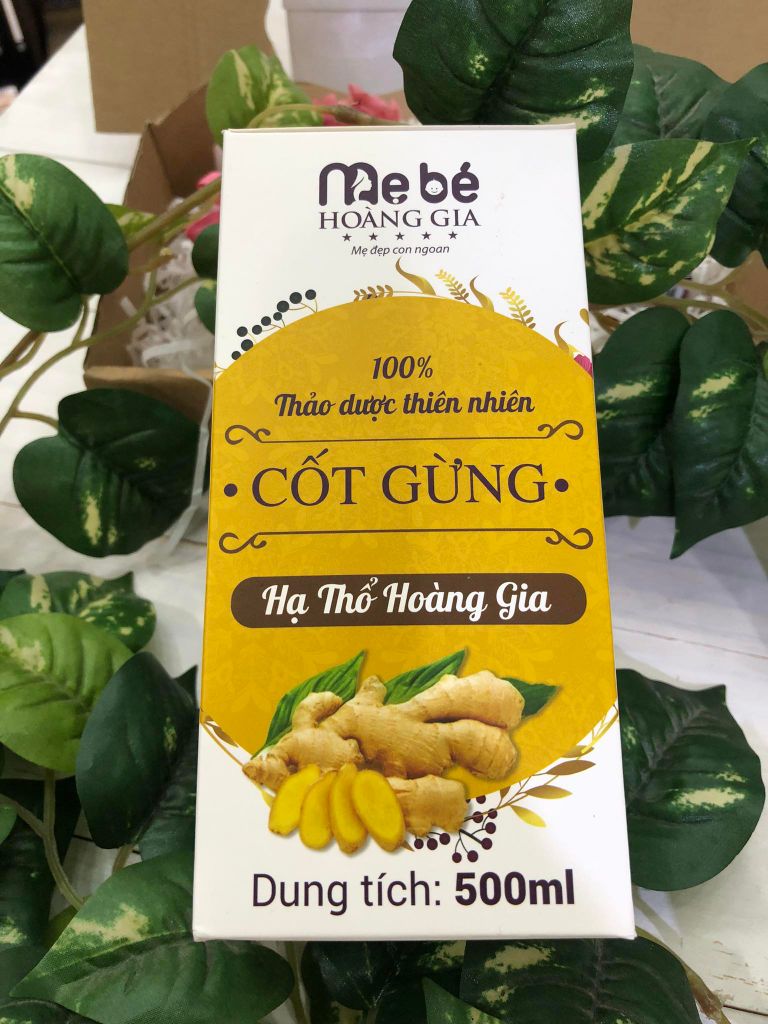 Mẹ bé
HOÀNG GIA
Mẹ đẹp con ngoan
100%
Thảo dược thiên nhiên
• CỐT GỪNG •
Hạ Thổ Hoàng Gia
Dung tích: 500ml